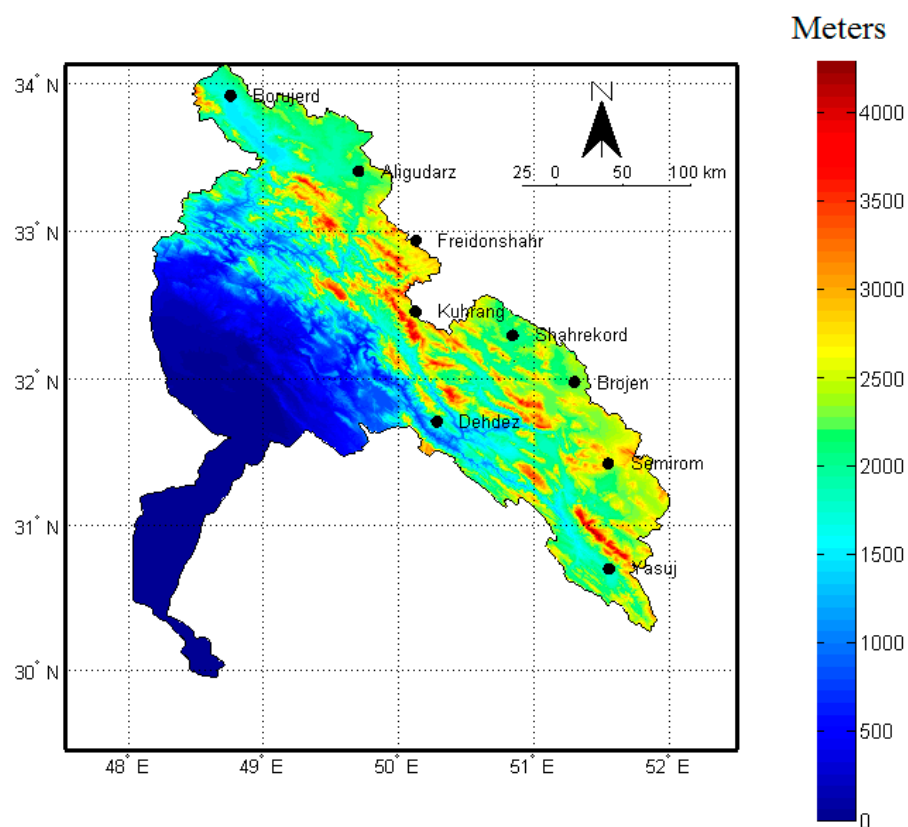 Meters
34° N
33° N
32° N
31° N
30° N
48° E
49° E
50° E
51° E
52° E
N
25 0 50 100 km
Borujerd
Aligudarz
Freidonshahr
Kuhrang
Shahrekord
Brojen
Dehdez
Semirom
Yasuj
4000
3500
3000
2500
2000
1500
1000
500
0